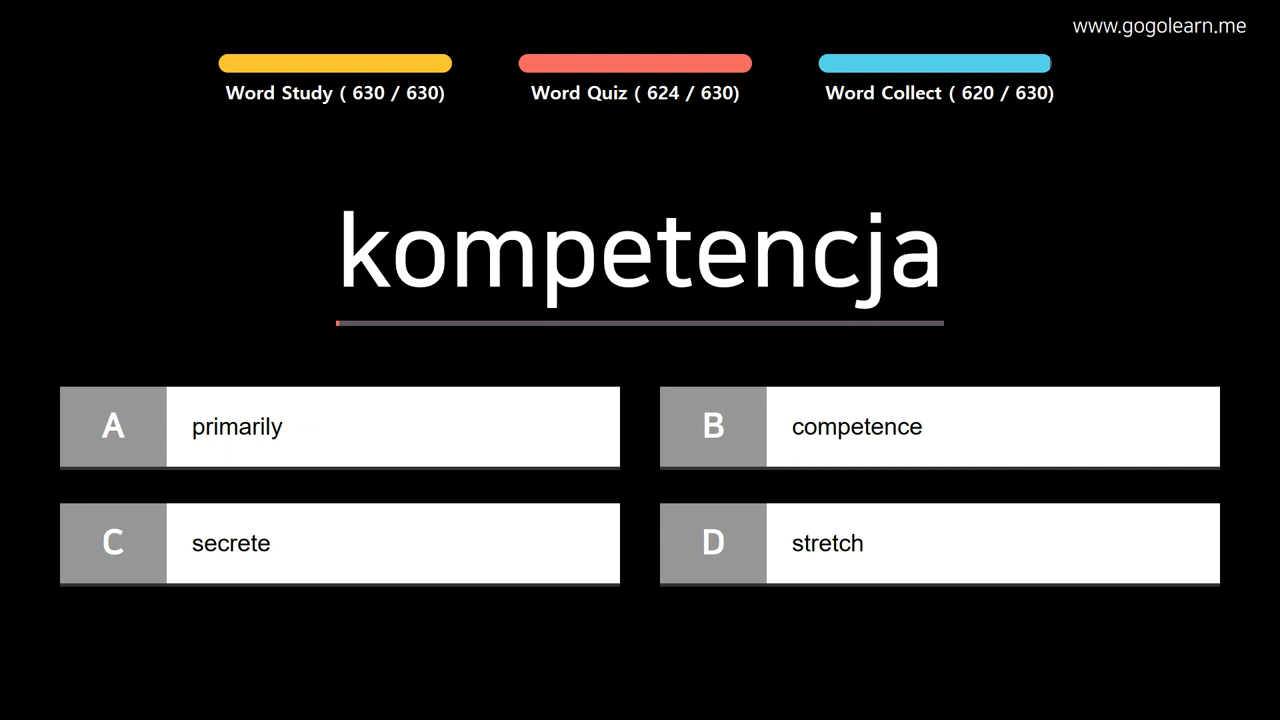 www.gogolearn.me
Word Study ( 630 / 630)
Word Quiz ( 624 / 630)
Word Collect ( 620 / 630)
kompetencja
A primarily
B competence
C secrete
D stretch